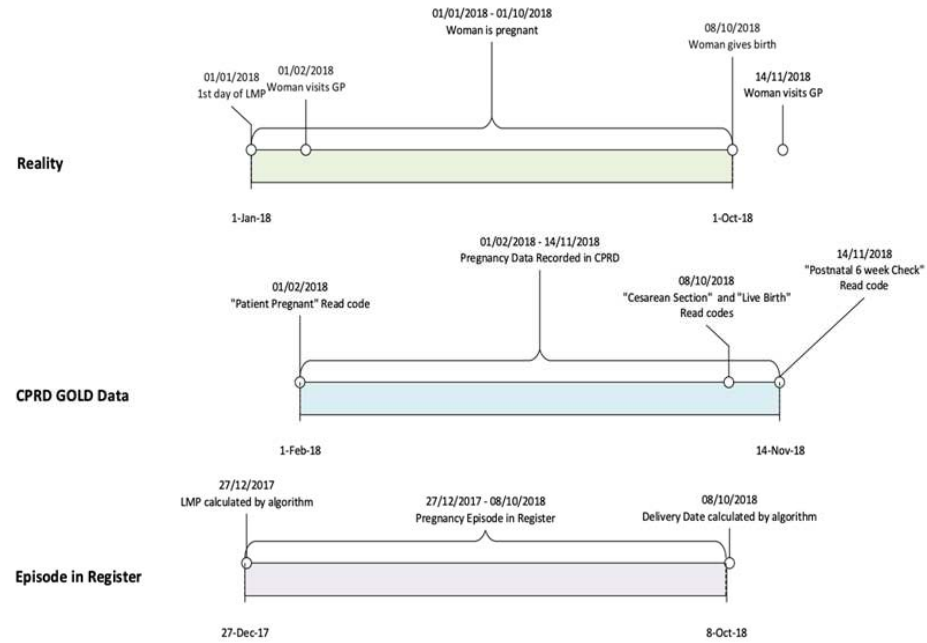 01/01/2018 - 01/10/2018
Woman is pregnant
08/10/2018
Woman gives birth
01/01/2018
1st day of LMP
01/02/2018
Woman visits GP
14/11/2018
Woman visits GP
Reality
1-Jan-18
1-Oct-18
01/02/2018 - 14/11/2018
Pregnancy Data Recorded in CPRD
14/11/2018
"Postnatal 6 week Check"
Read code
01/02/2018
"Patient Pregnant" Read code
08/10/2018
"Cesarean Section" and "Live Birth"
Read codes
CPRD GOLD Data
1-Feb-18
14-Nov-18
27/12/2017
LMP calculated by algorithm
27/12/2017 - 08/10/2018
Pregnancy Episode in Register
08/10/2018
Delivery Date calculated by algorithm
Episode in Register
27-Dec-17
8-Oct-18